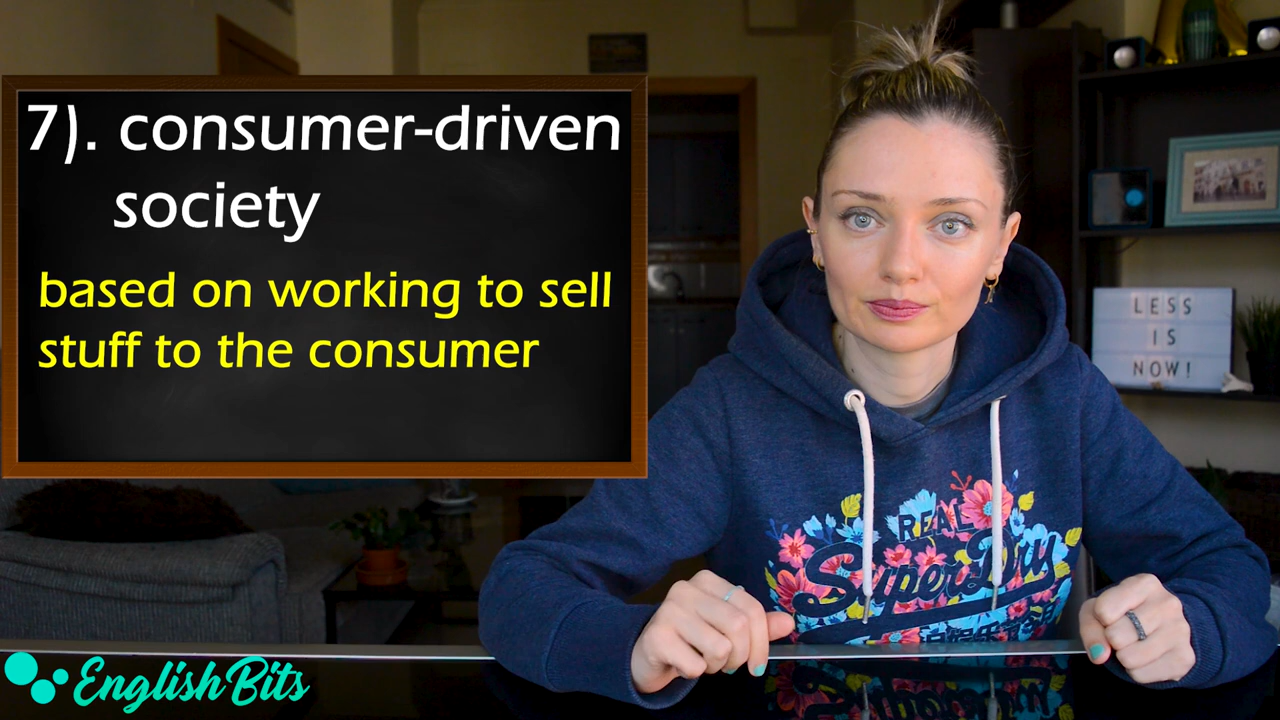 7). consumer-driven
society
based on working to sell
stuff to the consumer
LESS
IS
NOW!
REAL
SuperDry
EnglishBits